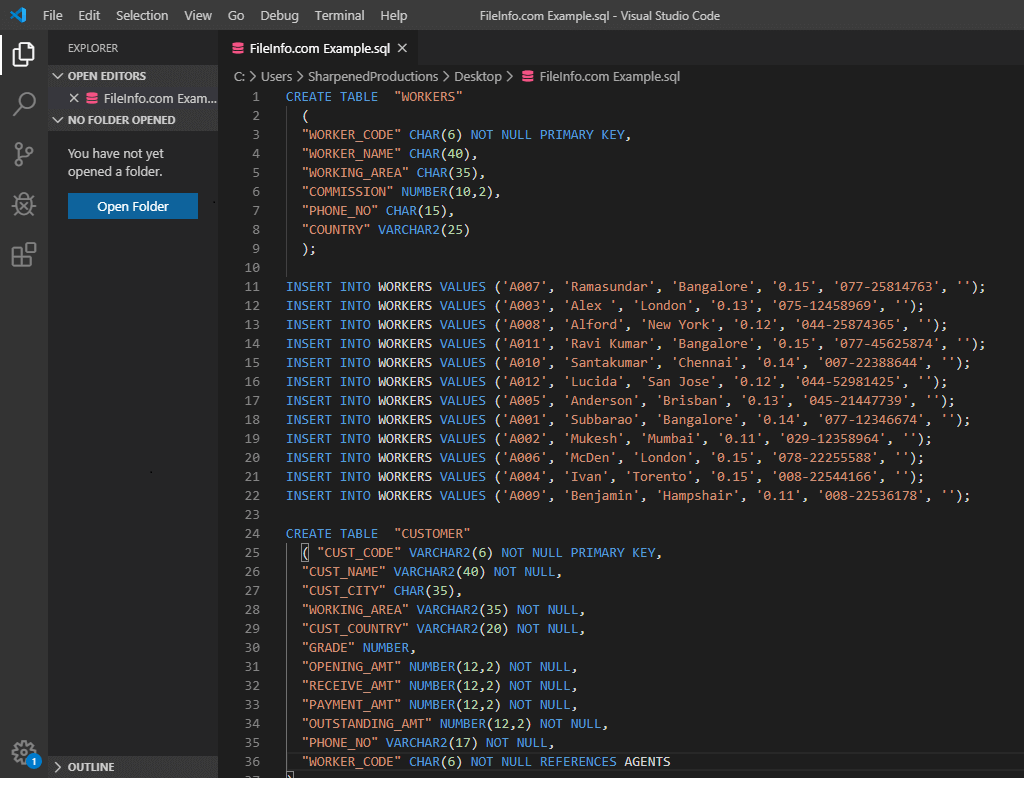 File Edit Selection View Go Debug Terminal Help FileInfo.com Example.sql - Visual Studio Code
EXPLORER
OPEN EDITORS
FileInfo.com Exam...
NO FOLDER OPENED
You have not yet
opened a folder.
Open Folder
OUTLINE
1
FileInfo.com Example.sql
C: > Users > SharpenedProductions > Desktop > FileInfo.com Example.sql
1 CREATE TABLE "WORKERS"
2 (
3 "WORKER_CODE" CHAR(6) NOT NULL PRIMARY KEY,
4 "WORKER_NAME" CHAR(40),
5 "WORKING_AREA" CHAR(35),
6 "COMMISSION" NUMBER(10,2),
7 "PHONE_NO" CHAR(15),
8 "COUNTRY" VARCHAR2(25)
9 );
10
11 INSERT INTO WORKERS VALUES ('A007', 'Ramasundar', 'Bangalore', '0.15', '077-25814763', '');
12 INSERT INTO WORKERS VALUES ('A003', 'Alex ', 'London', '0.13', '075-12458969', '');
13 INSERT INTO WORKERS VALUES ('A008', 'Alford', 'New York', '0.12', '044-25874365', '');
14 INSERT INTO WORKERS VALUES ('A011', 'Ravi Kumar', 'Bangalore', '0.15', '077-45625874', '');
15 INSERT INTO WORKERS VALUES ('A010', 'Santakumar', 'Chennai', '0.14', '007-22388644', '');
16 INSERT INTO WORKERS VALUES ('A012', 'Lucida', 'San Jose', '0.12', '044-52981425', '');
17 INSERT INTO WORKERS VALUES ('A005', 'Anderson', 'Brisban', '0.13', '045-21447739', '');
18 INSERT INTO WORKERS VALUES ('A001', 'Subbarao', 'Bangalore', '0.14', '077-12346674', '');
19 INSERT INTO WORKERS VALUES ('A002', 'Mukesh', 'Mumbai', '0.11', '029-12358964', '');
20 INSERT INTO WORKERS VALUES ('A006', 'McDen', 'London', '0.15', '078-22255588', '');
21 INSERT INTO WORKERS VALUES ('A004', 'Ivan', 'Torento', '0.15', '008-22544166', '');
22 INSERT INTO WORKERS VALUES ('A009', 'Benjamin', 'Hampshair', '0.11', '008-22536178', '');
23
24 CREATE TABLE "CUSTOMER"
25 ( "CUST_CODE" VARCHAR2(6) NOT NULL PRIMARY KEY,
26 "CUST_NAME" VARCHAR2(40) NOT NULL,
27 "CUST_CITY" CHAR(35),
28 "WORKING_AREA" VARCHAR2(35) NOT NULL,
29 "CUST_COUNTRY" VARCHAR2(20) NOT NULL,
30 "GRADE" NUMBER,
31 "OPENING_AMT" NUMBER(12,2) NOT NULL,
32 "RECEIVE_AMT" NUMBER(12,2) NOT NULL,
33 "PAYMENT_AMT" NUMBER(12,2) NOT NULL,
34 "OUTSTANDING_AMT" NUMBER(12,2) NOT NULL,
35 "PHONE_NO" VARCHAR2(17) NOT NULL,
36 "WORKER_CODE" CHAR(6) NOT NULL REFERENCES AGENTS